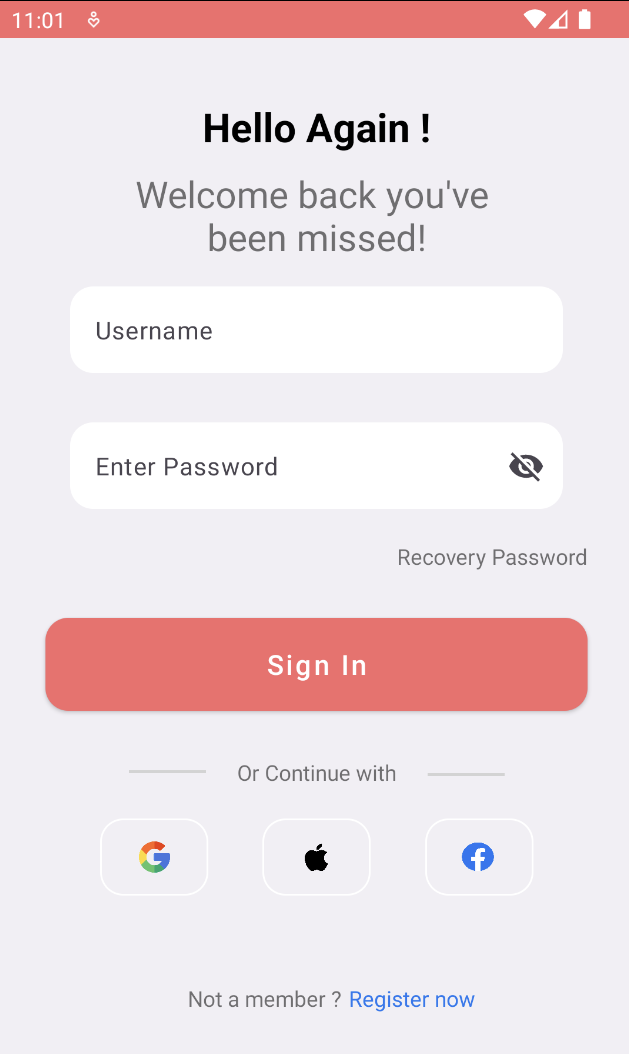 11:01
Hello Again !
Welcome back you've
been missed!
Username
Enter Password
Recovery Password
Sign In
Or Continue with
Not a member ? Register now